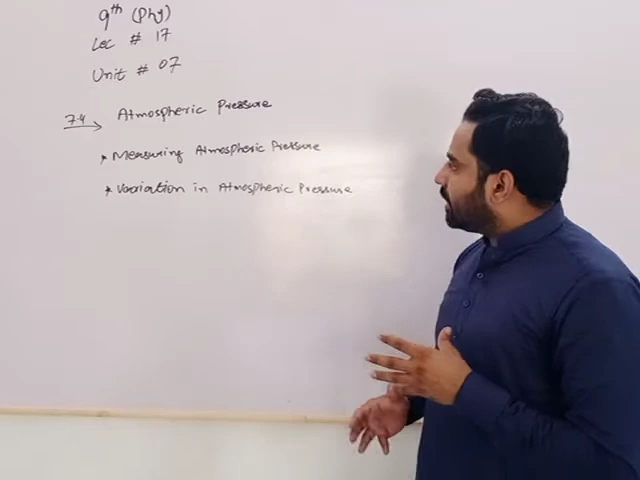 9th (Phy)
Lec # 17
Unit # 07
7.4 → Atmospheric Pressure
* Measuring Atmospheric Pressure
* Variation in Atmospheric Pressure